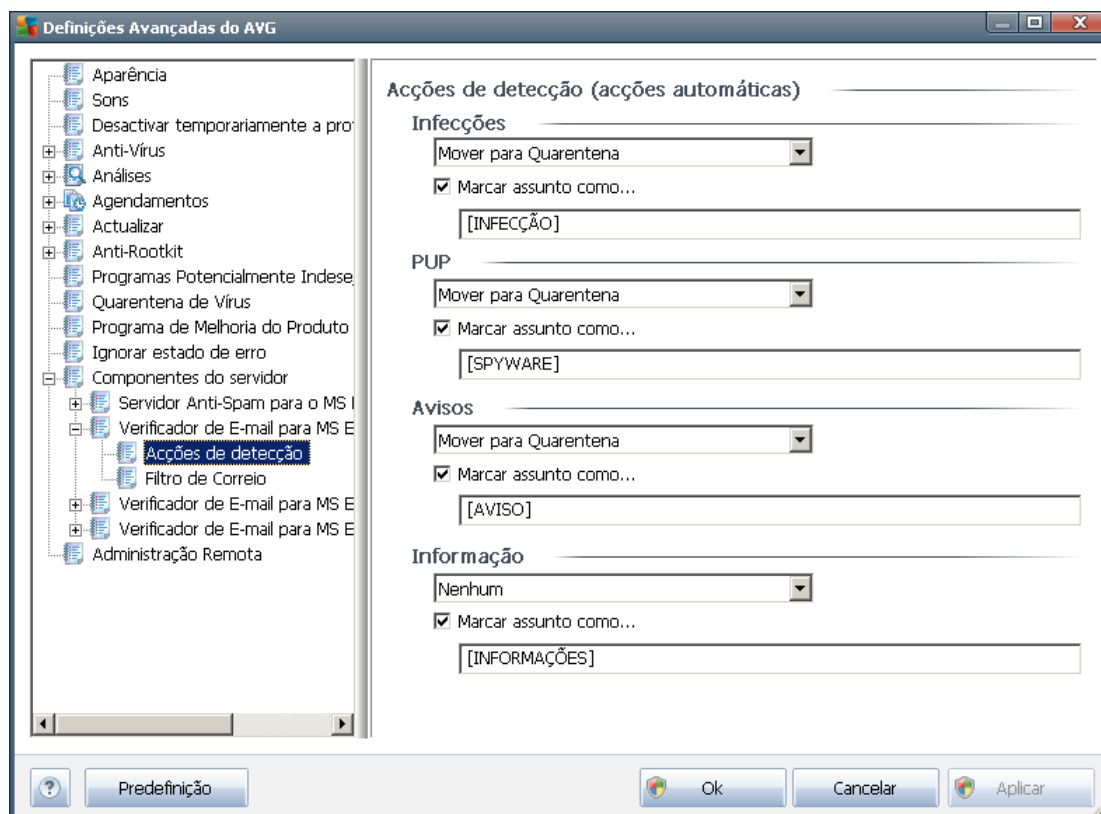 Definições Avançadas do AVG
Aparência
Sons
Desactivar temporariamente a pro
Anti-Vírus
Análises
Agendamentos
Actualizar
Anti-Rootkit
Programas Potencialmente Indese
Quarentena de Vírus
Programa de Melhoria do Produto
Ignorar estado de erro
Componentes do servidor
Servidor Anti-Spam para o MS
Verificador de E-mail para MS E
Acções de detecção
Filtro de Correio
Verificador de E-mail para MS E
Verificador de E-mail para MS E
Administração Remota
Acções de detecção (acções automáticas)
Infecções
Mover para Quarentena
Marcar assunto como...
[INFECÇÃO]
PUP
Mover para Quarentena
Marcar assunto como...
[SPYWARE]
Avisos
Mover para Quarentena
Marcar assunto como...
[AVISO]
Informação
Nenhum
Marcar assunto como...
[INFORMAÇÕES]
? Predefinição Ok Cancelar Aplicar